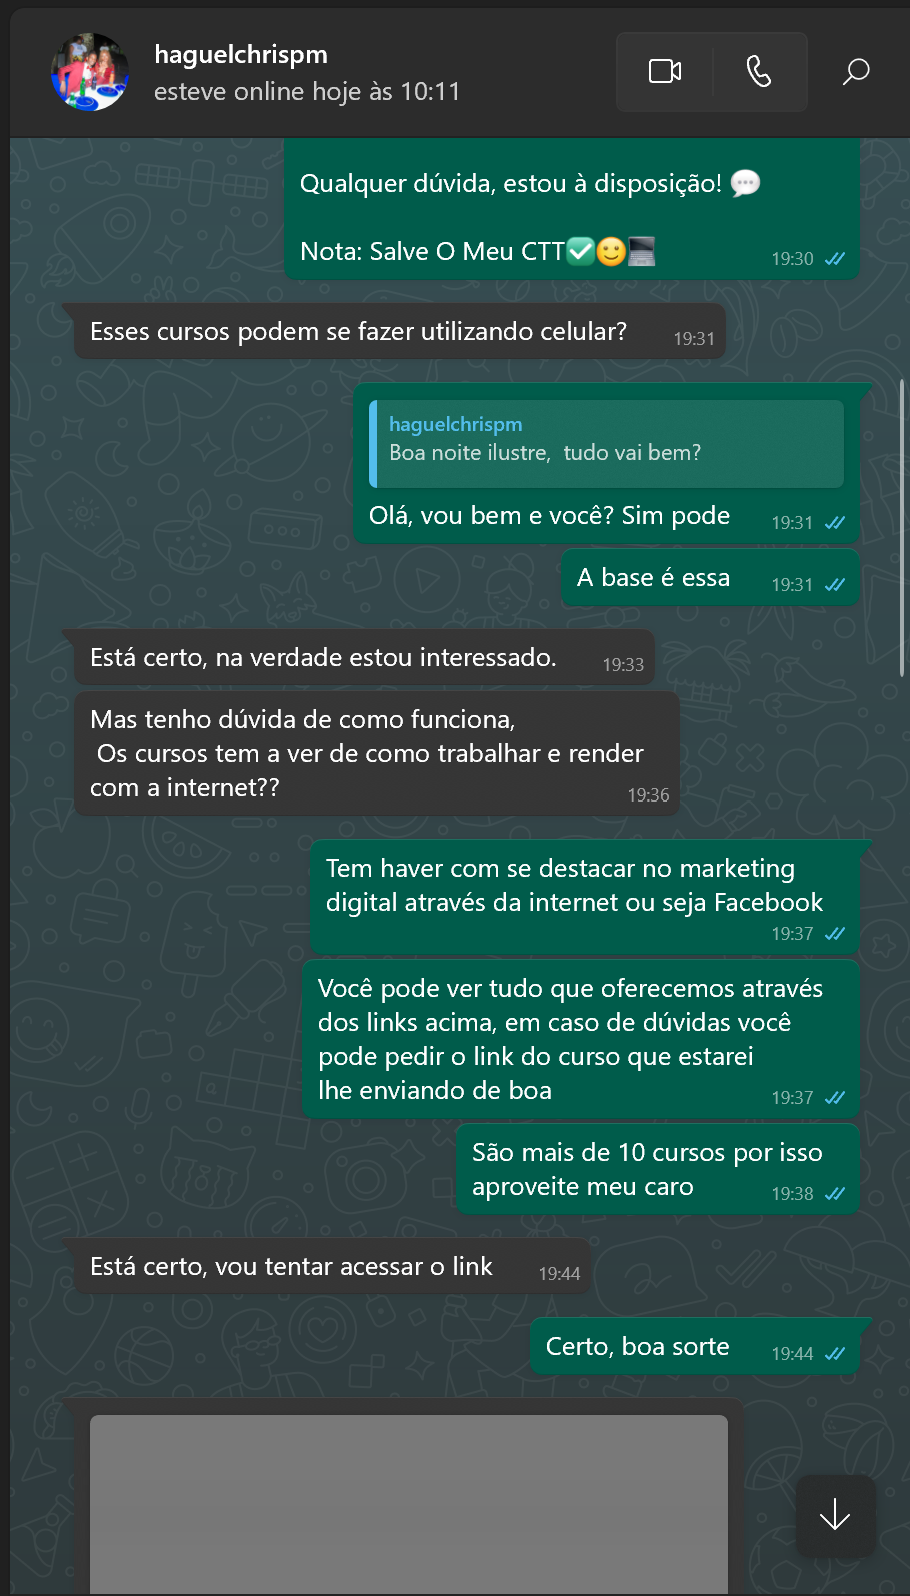 haguelchrispm
esteve online hoje às 10:11
Qualquer dúvida, estou à disposição! 💬
Nota: Salve O Meu CTT✅🙂💻
19:30
Esses cursos podem se fazer utilizando celular?
19:31
haguelchrispm
Boa noite ilustre, tudo vai bem?
Olá, vou bem e você? Sim pode
19:31
A base é essa
19:31
Está certo, na verdade estou interessado.
19:33
Mas tenho dúvida de como funciona,
Os cursos tem a ver de como trabalhar e render
com a internet??
19:36
Tem haver com se destacar no marketing
digital através da internet ou seja Facebook
19:37
Você pode ver tudo que oferecemos através
dos links acima, em caso de dúvidas você
pode pedir o link do curso que estarei
lhe enviando de boa
19:37
São mais de 10 cursos por isso
aproveite meu caro
19:38
Está certo, vou tentar acessar o link
19:44
Certo, boa sorte
19:44